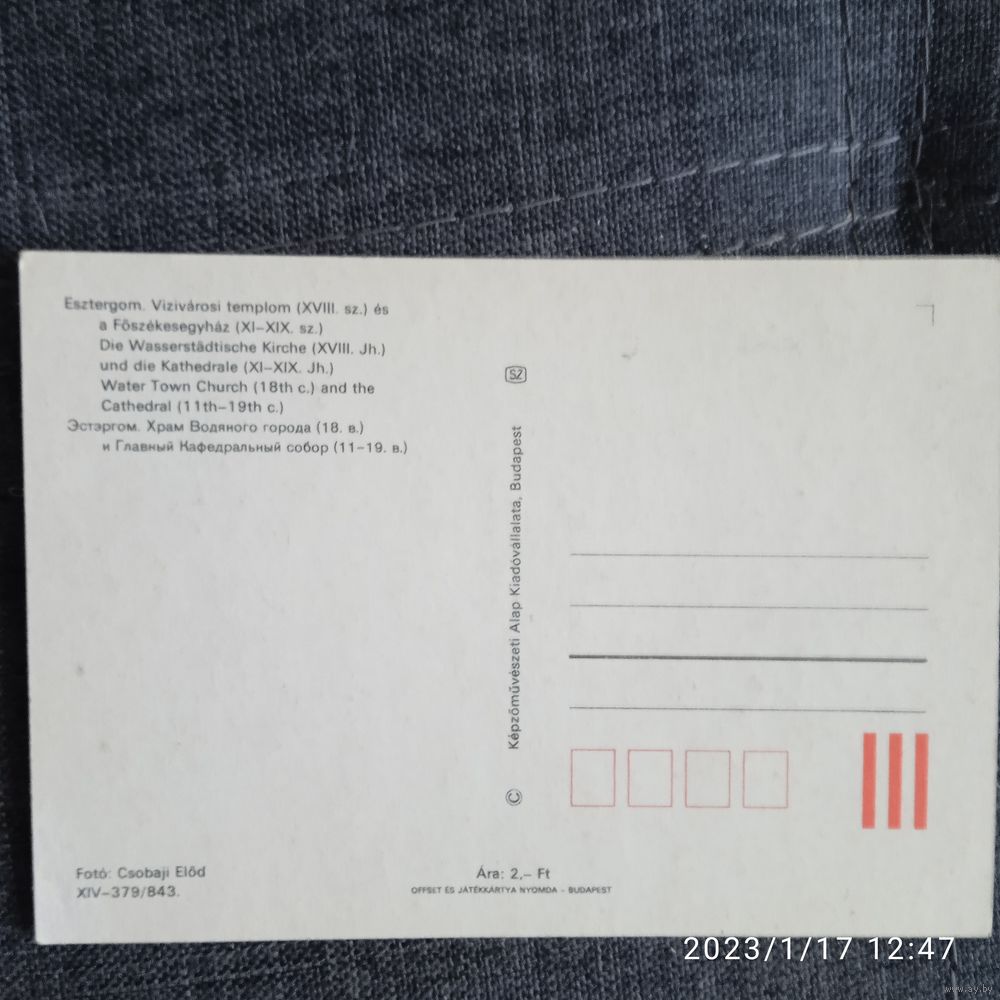 Esztergom. Vizivárosi templom (XVIII. sz.) és
a Főszékesegyház (XI–XIX. sz.)
Die Wasserstädtische Kirche (XVIII. Jh.)
und die Kathedrale (XI–XIX. Jh.)
Water Town Church (18th c.) and the
Cathedral (11th–19th c.)
Эстэргом. Храм Водяного города (18. в.)
и Главный Кафедральный собор (11–19. в.)
SZ
© Képzőművészeti Alap Kiadóvállalata, Budapest
Fotó: Csobaji Előd
XIV–379/843.
Ára: 2,– Ft
OFFSET ÉS JÁTÉKKÁRTYA NYOMDA - BUDAPEST
2023/1/17 12:47
www.ay.by